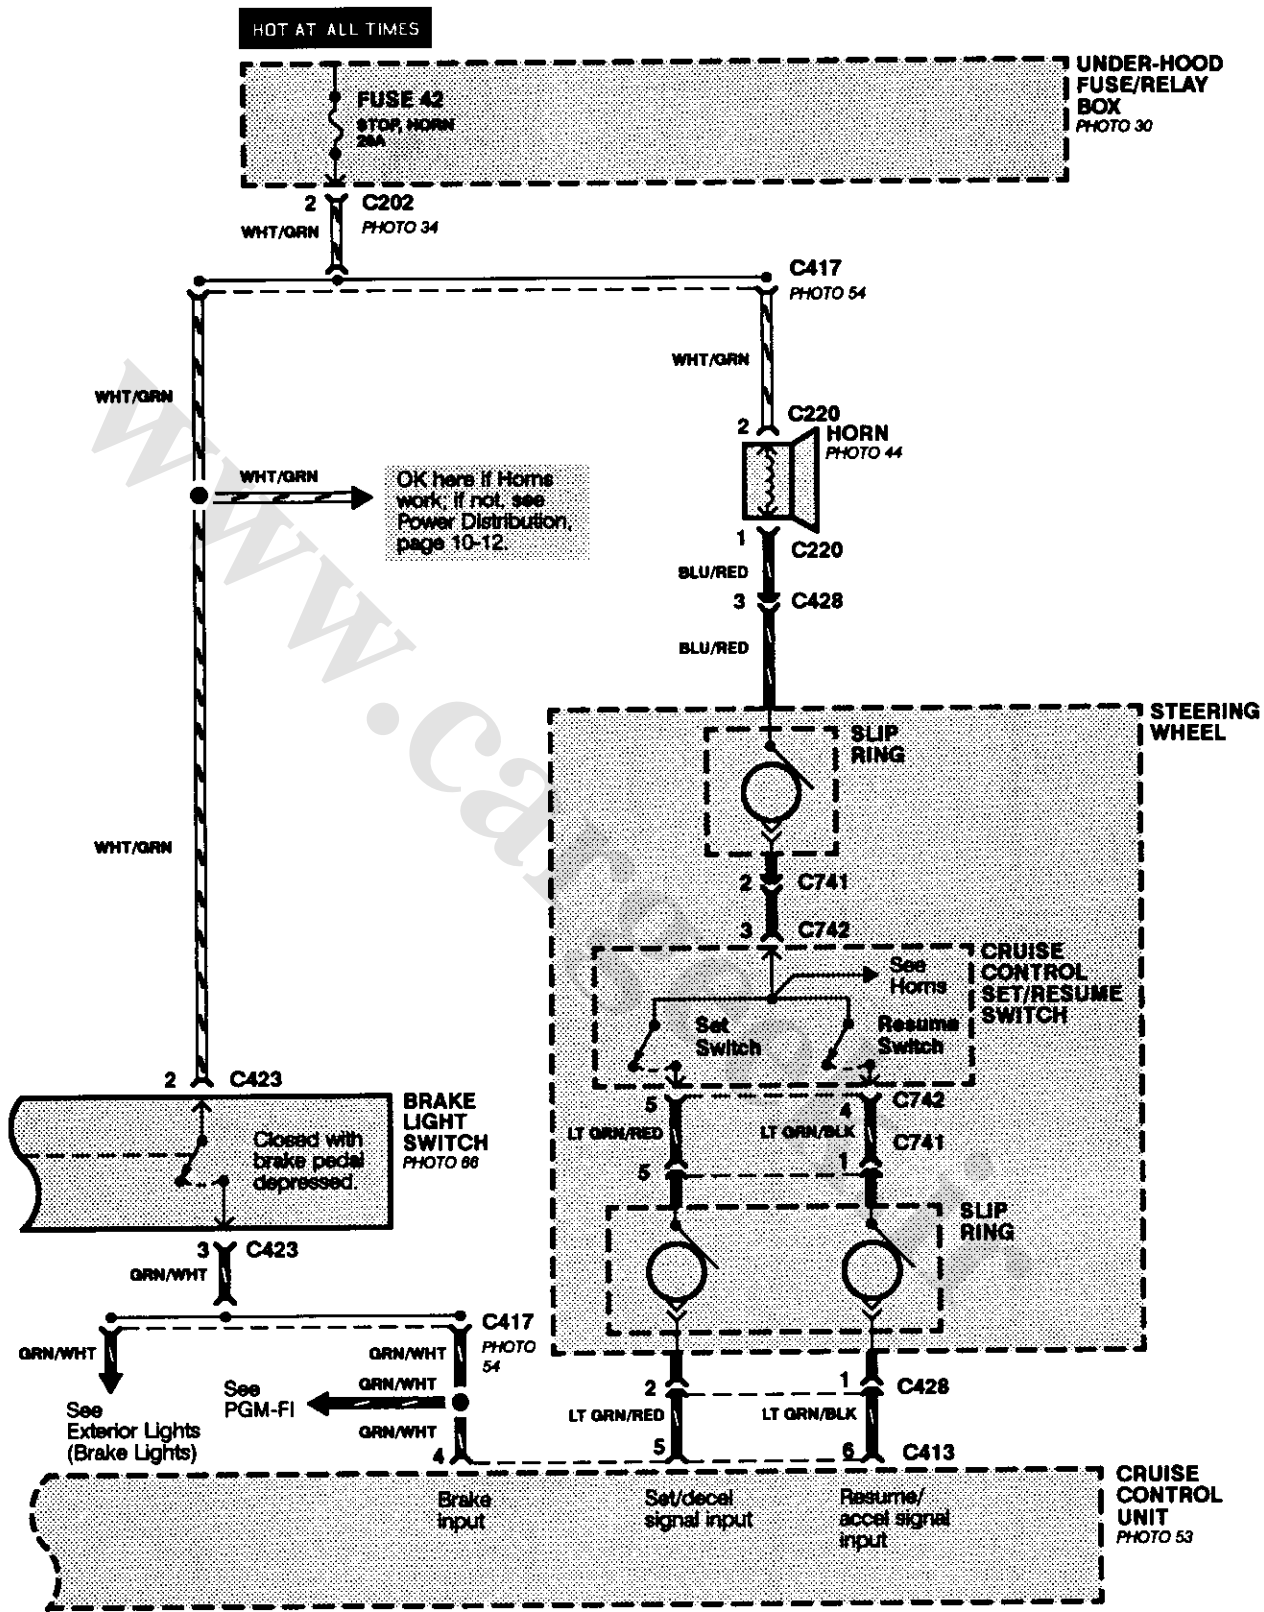 HOT AT ALL TIMES
UNDER-HOOD
FUSE/RELAY
BOX
PHOTO 30
FUSE 42
STOP, HORN
20A
2
C202
PHOTO 34
WHT/GRN
C417
PHOTO 54
WHT/GRN
WHT/GRN
C220
2
HORN
PHOTO 44
WHT/GRN
OK here if Horns
work; if not, see
Power Distribution,
page 10-12.
1
C220
BLU/RED
3
C428
BLU/RED
STEERING
WHEEL
SLIP
RING
WHT/GRN
2
C741
3
C742
CRUISE
CONTROL
SET/RESUME
SWITCH
See
Horns
Set
Switch
Resume
Switch
2
C423
BRAKE
LIGHT
SWITCH
PHOTO 66
Closed with
brake pedal
depressed.
5
4
C742
LT GRN/RED
LT GRN/BLK
C741
5
1
SLIP
RING
3
C423
GRN/WHT
C417
PHOTO
54
GRN/WHT
GRN/WHT
See
PGM-FI
GRN/WHT
GRN/WHT
See
Exterior Lights
(Brake Lights)
2
1
C428
LT GRN/RED
LT GRN/BLK
4
5
6
C413
CRUISE
CONTROL
UNIT
PHOTO 53
Brake
input
Set/decel
signal input
Resume/
accel signal
input